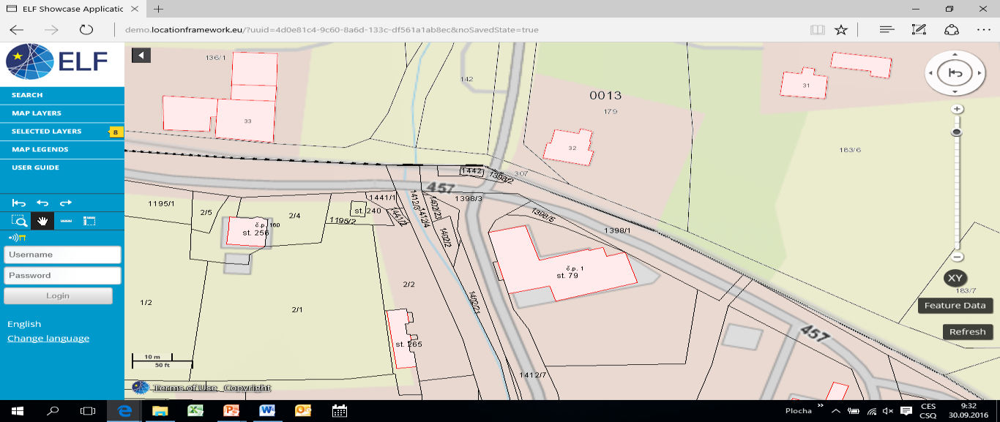 ELF Showcase Applicatic
demo.locationframework.eu/?uuid=4d0e81c4-9c60-8a6d-133c-df561a1ab8ec&noSavedState=true
ELF
SEARCH
MAP LAYERS
SELECTED LAYERS
8
MAP LEGENDS
USER GUIDE
Username
Password
Login
English
Change language
136/1
142
0013
179
31
33
32
183/6
1442
1398/2
307
457
1195/1
2/5
2/4
1441/1
st. 240
1195/2
1441/2
1412/3
1412/4
1402/23
1402/2
1398/3
1398/5
1398/1
č.p. 160
st. 256
č.p. 1
st. 79
1/2
2/1
2/2
1402/21
st. 265
1412/7
457
183/7
XY
Feature Data
Refresh
10 m
50 ft
Terms of Use
Copyright
Plocha
CES
CSQ
9:32
30.09.2016